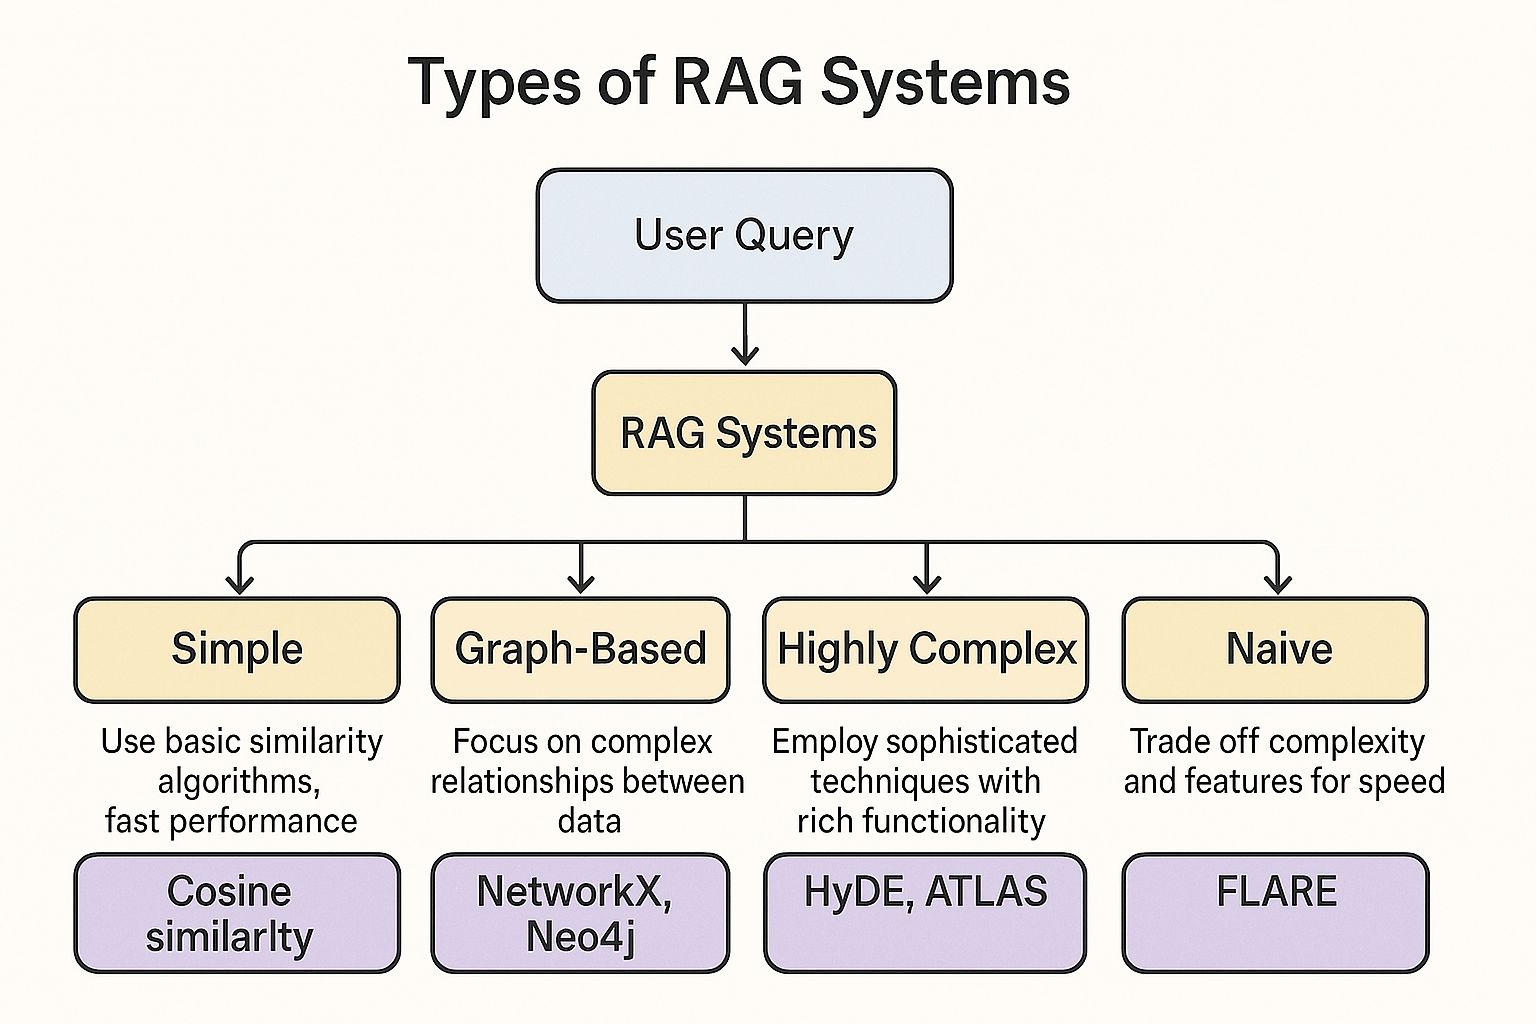 Types of RAG Systems
User Query
RAG Systems
Simple
Graph-Based
Highly Complex
Naive
Use basic similarity
algorithms,
fast performance
Focus on complex
relationships between
data
Employ sophisticated
techniques with
rich functionality
Trade off complexity
and features for speed
Cosine
similarIty
NetworkX,
Neo4j
HyDE, ATLAS
FLARE